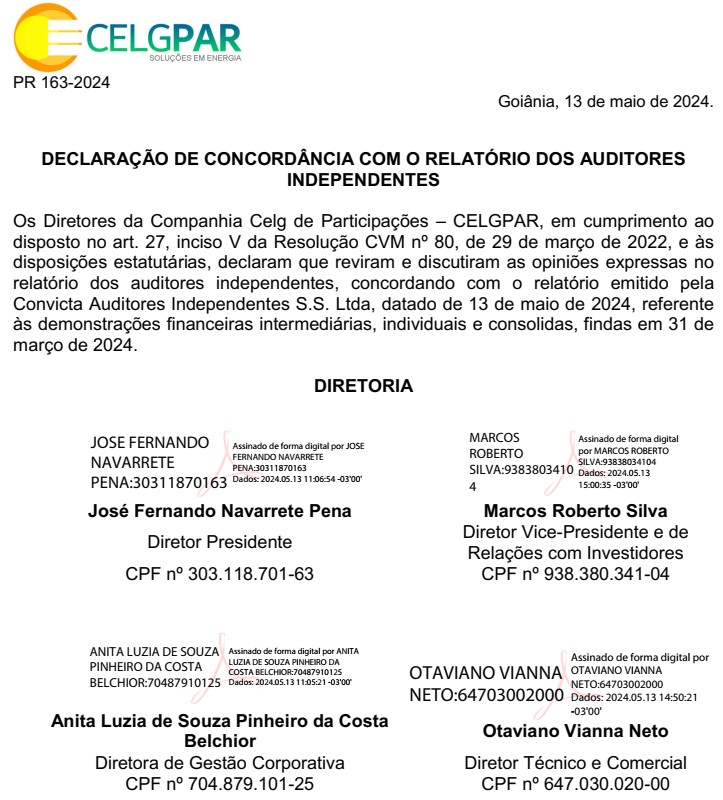 CELGPAR
SOLUÇÕES EM ENERGIA
PR 163-2024
Goiânia, 13 de maio de 2024.
DECLARAÇÃO DE CONCORDÂNCIA COM O RELATÓRIO DOS AUDITORES
INDEPENDENTES
Os Diretores da Companhia Celg de Participações – CELGPAR, em cumprimento ao
disposto no art. 27, inciso V da Resolução CVM nº 80, de 29 de março de 2022, e às
disposições estatutárias, declaram que reviram e discutiram as opiniões expressas no
relatório dos auditores independentes, concordando com o relatório emitido pela
Convicta Auditores Independentes S.S. Ltda, datado de 13 de maio de 2024, referente
às demonstrações financeiras intermediárias, individuais e consolidas, findas em 31 de
março de 2024.
DIRETORIA
JOSE FERNANDO
NAVARRETE
PENA:30311870163
Assinado de forma digital por JOSE
FERNANDO NAVARRETE
PENA:30311870163
Dados: 2024.05.13 11:06:54 -03'00'
José Fernando Navarrete Pena
Diretor Presidente
CPF nº 303.118.701-63
MARCOS
ROBERTO
SILVA:9383803410
4
Assinado de forma digital
por MARCOS ROBERTO
SILVA:93838034104
Dados: 2024.05.13
15:00:35 -03'00'
Marcos Roberto Silva
Diretor Vice-Presidente e de
Relações com Investidores
CPF nº 938.380.341-04
ANITA LUZIA DE SOUZA
PINHEIRO DA COSTA
BELCHIOR:70487910125
Assinado de forma digital por ANITA
LUZIA DE SOUZA PINHEIRO DA
COSTA BELCHIOR:70487910125
Dados: 2024.05.13 11:05:21 -03'00'
Anita Luzia de Souza Pinheiro da Costa
Belchior
Diretora de Gestão Corporativa
CPF nº 704.879.101-25
OTAVIANO VIANNA
NETO:64703002000
Assinado de forma digital por
OTAVIANO VIANNA
NETO:64703002000
Dados: 2024.05.13 14:50:21
-03'00'
Otaviano Vianna Neto
Diretor Técnico e Comercial
CPF nº 647.030.020-00